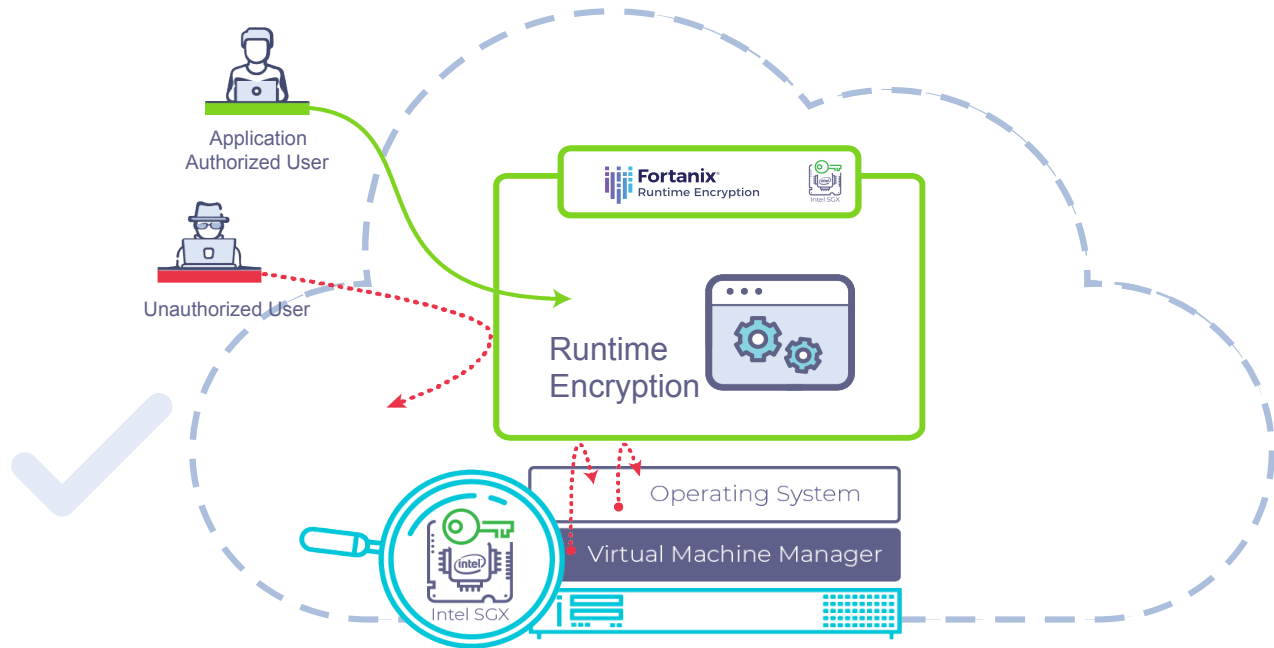 Application
Authorized User
Unauthorized User
Fortanix
Runtime Encryption
Intel SGX
Runtime
Encryption
Operating System
Virtual Machine Manager
intel
Intel SGX